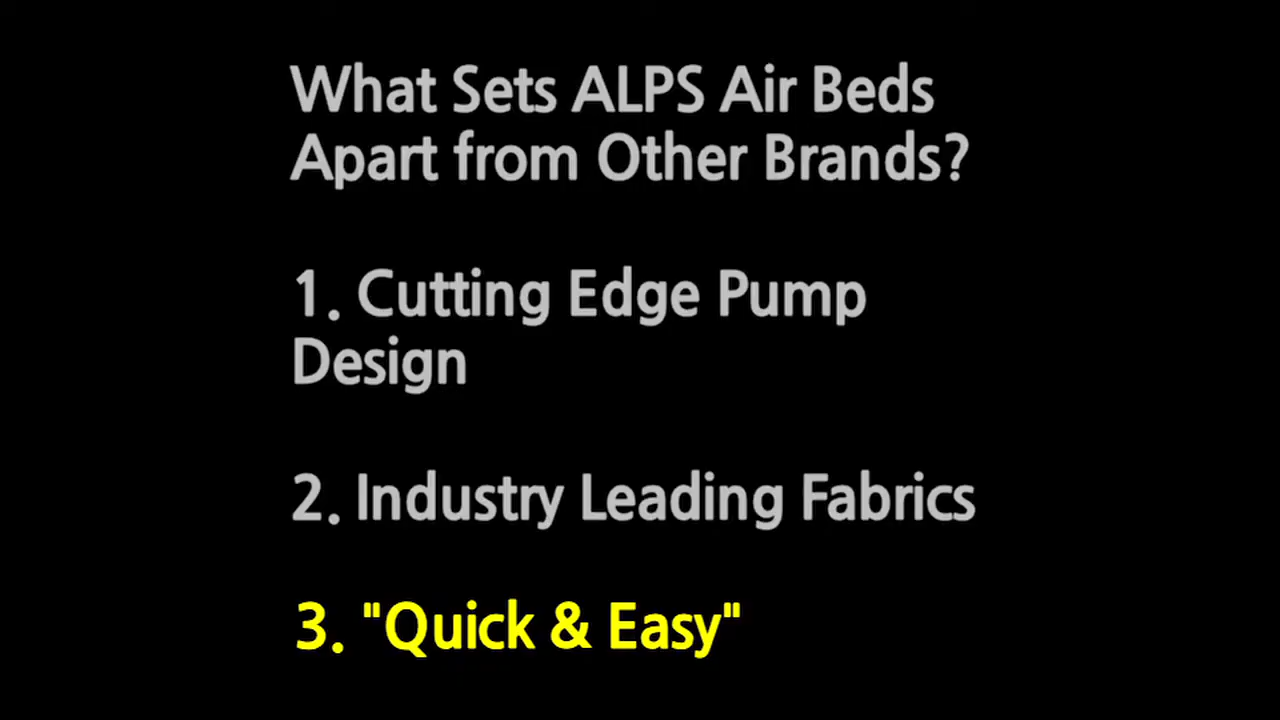 What Sets ALPS Air Beds
Apart from Other Brands?
1. Cutting Edge Pump
Design
2. Industry Leading Fabrics
3. "Quick & Easy"